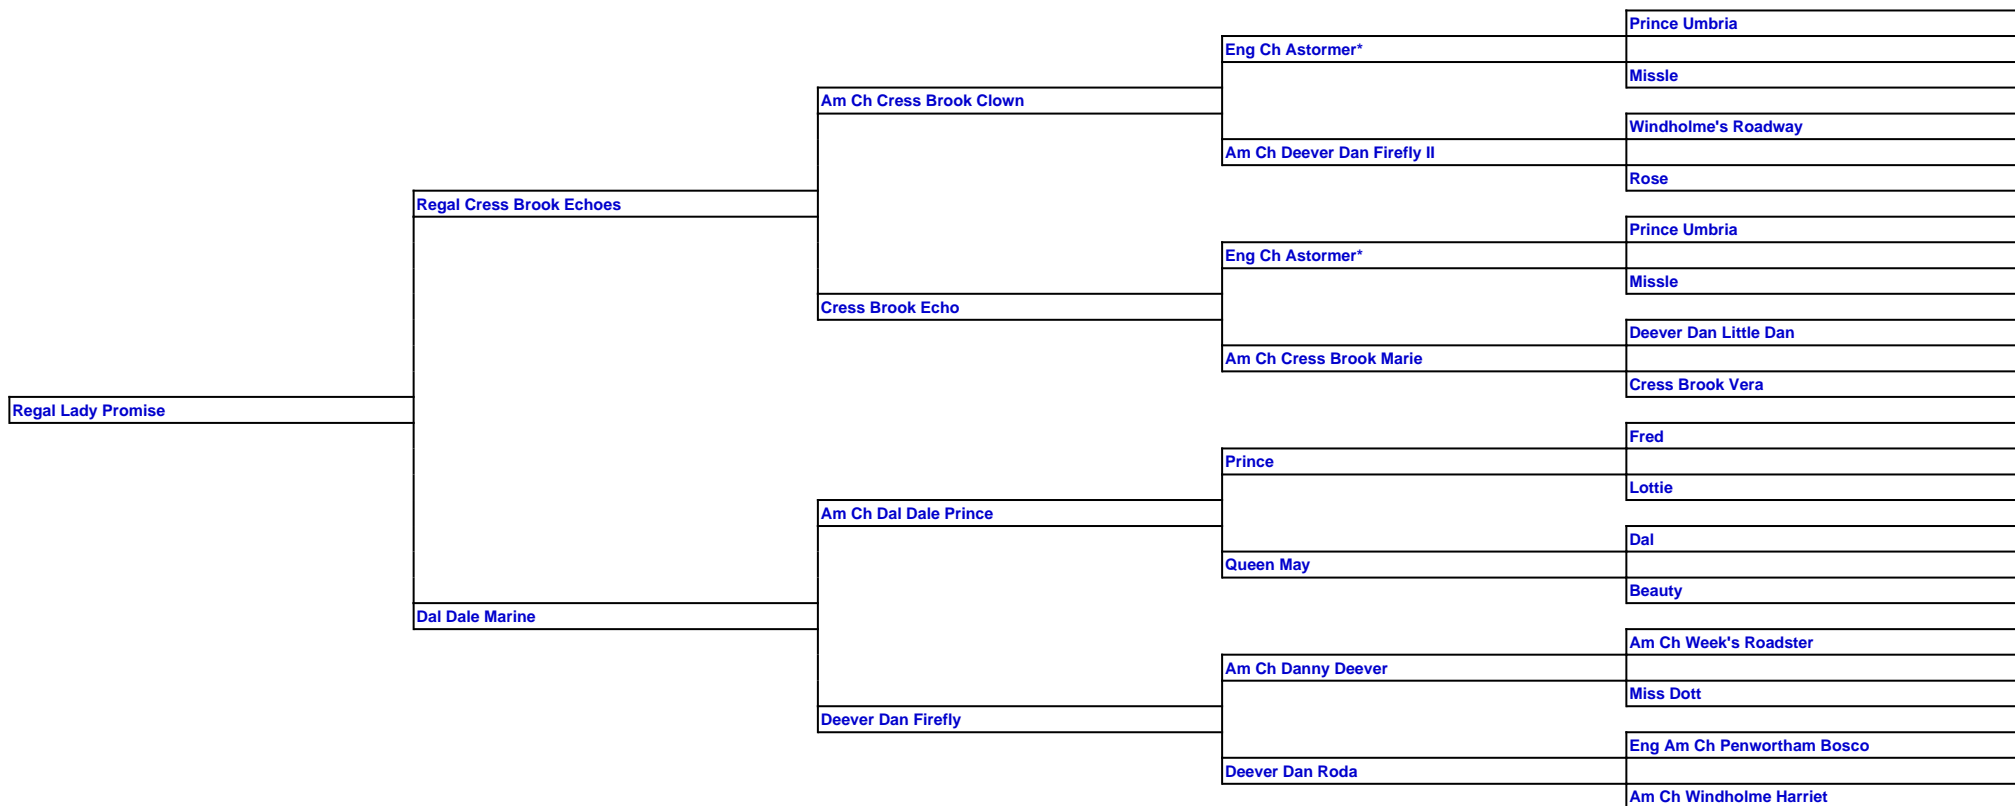 Prince Umbria
Eng Ch Astormer*
Missle
Am Ch Cress Brook Clown
Windholme's Roadway
Am Ch Deever Dan Firefly II
Rose
Regal Cress Brook Echoes
Prince Umbria
Eng Ch Astormer*
Missle
Cress Brook Echo
Deever Dan Little Dan
Am Ch Cress Brook Marie
Cress Brook Vera
Regal Lady Promise
Fred
Prince
Lottie
Am Ch Dal Dale Prince
Dal
Queen May
Beauty
Dal Dale Marine
Am Ch Week's Roadster
Am Ch Danny Deever
Miss Dott
Deever Dan Firefly
Eng Am Ch Penwortham Bosco
Deever Dan Roda
Am Ch Windholme Harriet